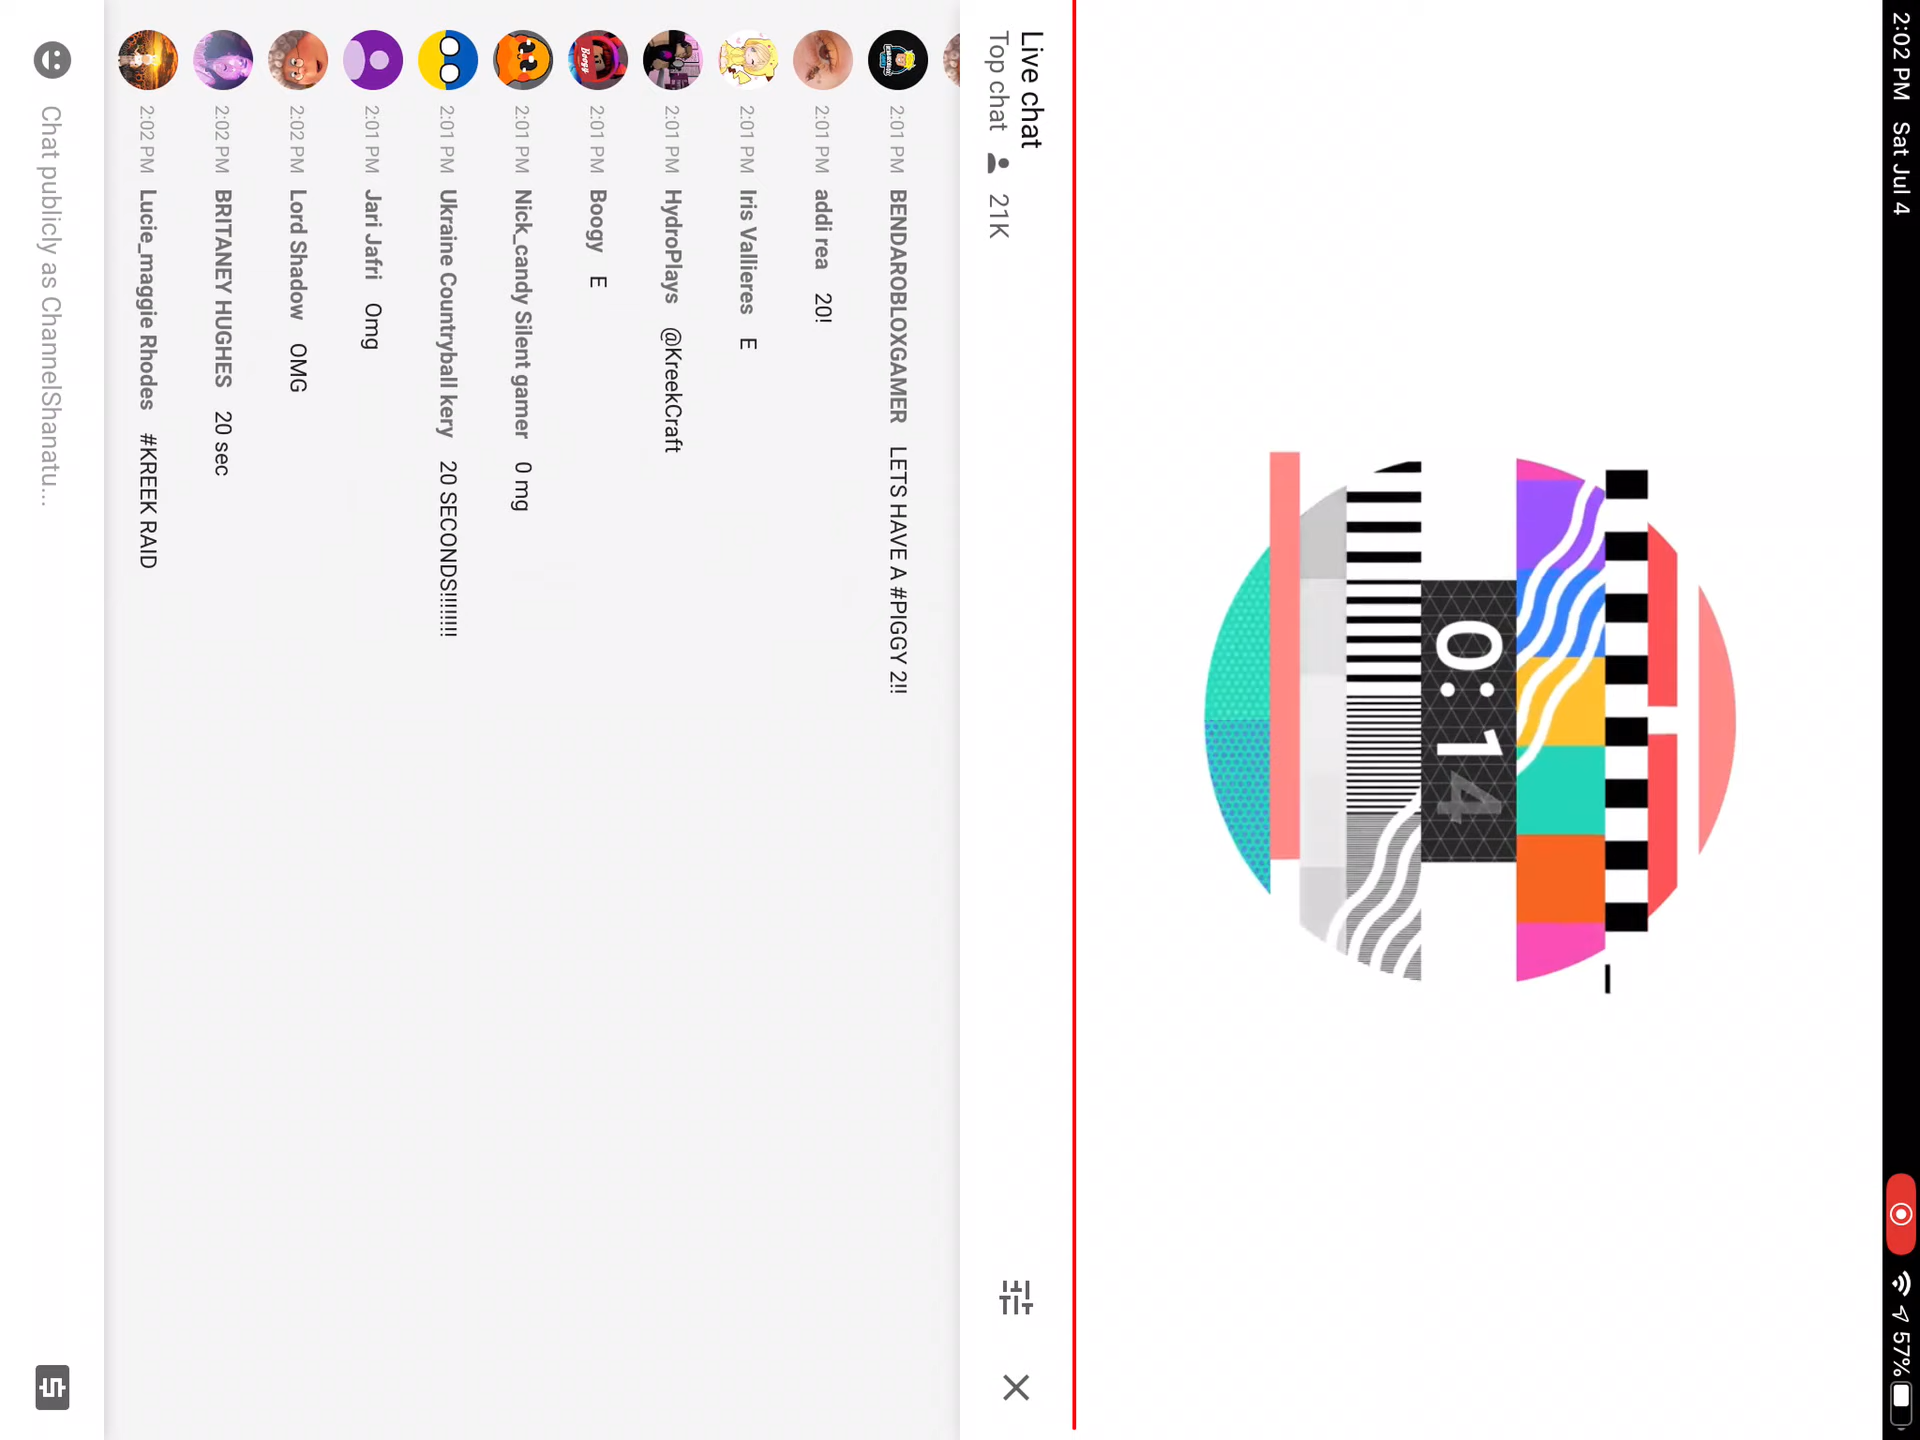 2:02 PM Sat Jul 4
57%
0:14
Live chat
Top chat 21K
2:01 PM BENDAROBLOXGAMER LETS HAVE A #PIGGY 2!!
2:01 PM addi rea 20!
2:01 PM Iris Vallieres E
2:01 PM HydroPlays @KreekCraft
2:01 PM Boogy E
2:01 PM Nick_candy Silent gamer 0 mg
2:01 PM Ukraine Countryball kery 20 SECONDS!!!!!!!!!
2:01 PM Jari Jafri Omg
2:02 PM Lord Shadow OMG
2:02 PM BRITANEY HUGHES 20 sec
2:02 PM Lucie_maggie Rhodes #KREEK RAID
Chat publicly as ChannelShanatu...